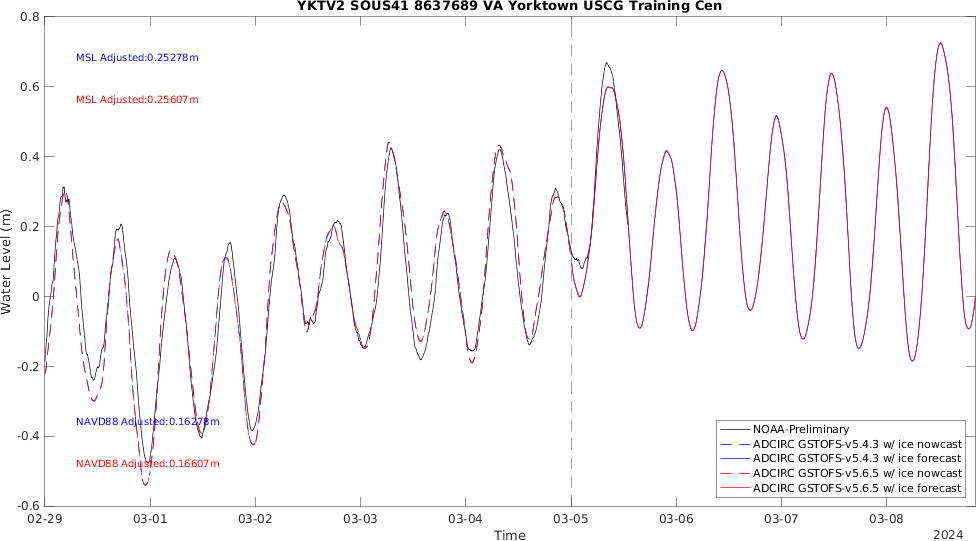 YKTV2 SOUS41 8637689 VA Yorktown USCG Training Cen
0.8
0.6
0.4
0.2
0
-0.2
-0.4
-0.6
Water Level (m)
MSL Adjusted:0.25278m
MSL Adjusted:0.25607m
NAVD88 Adjusted:0.16278m
NAVD88 Adjusted:0.16607m
NOAA-Preliminary
ADCIRC GSTOFS-v5.4.3 w/ ice nowcast
ADCIRC GSTOFS-v5.4.3 w/ ice forecast
ADCIRC GSTOFS-v5.6.5 w/ ice nowcast
ADCIRC GSTOFS-v5.6.5 w/ ice forecast
02-29 03-01 03-02 03-03 03-04 03-05 03-06 03-07 03-08
Time
2024